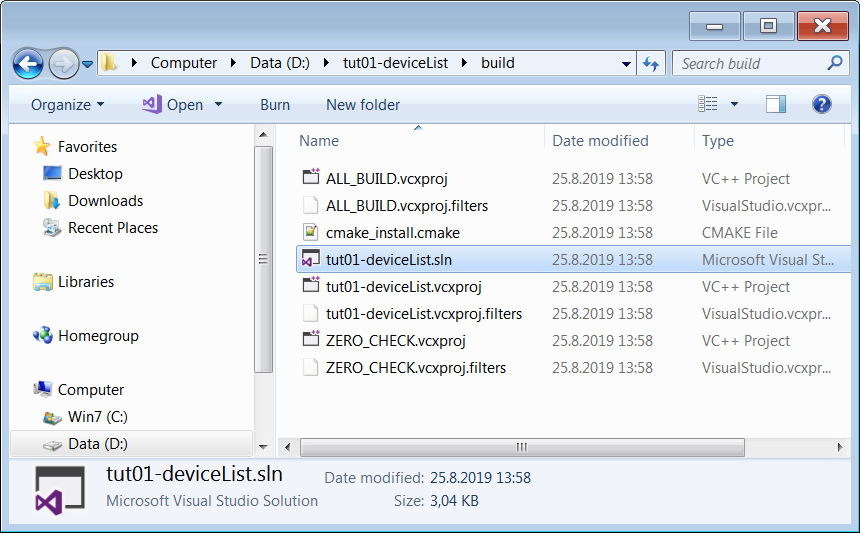 Computer Data (D:) tut01-deviceList build Search build
Organize Open Burn New folder
Favorites
Desktop
Downloads
Recent Places
Libraries
Homegroup
Computer
Win7 (C:)
Data (D:)
Name Date modified Type
ALL_BUILD.vcxproj 25.8.2019 13:58 VC++ Project
ALL_BUILD.vcxproj.filters 25.8.2019 13:58 VisualStudio.vcxpr...
cmake_install.cmake 25.8.2019 13:58 CMAKE File
tut01-deviceList.sln 25.8.2019 13:58 Microsoft Visual St...
tut01-deviceList.vcxproj 25.8.2019 13:58 VC++ Project
tut01-deviceList.vcxproj.filters 25.8.2019 13:58 VisualStudio.vcxpr...
ZERO_CHECK.vcxproj 25.8.2019 13:58 VC++ Project
ZERO_CHECK.vcxproj.filters 25.8.2019 13:58 VisualStudio.vcxpr...
tut01-deviceList.sln Date modified: 25.8.2019 13:58
Microsoft Visual Studio Solution Size: 3,04 KB